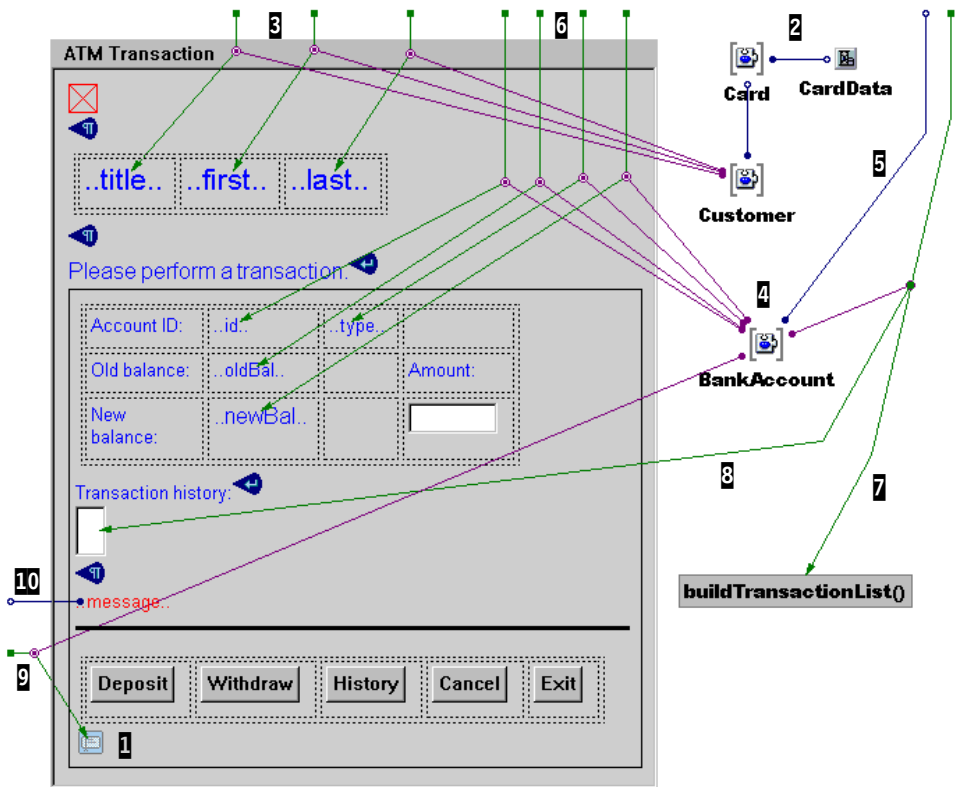 3
6
2
ATM Transaction
Card
CardData
..title..
..first..
..last..
5
Customer
Please perform a transaction:
4
Account ID:
..id..
..type..
Old balance:
..oldBal..
Amount:
BankAccount
New
balance:
..newBal..
Transaction history:
8
7
10
..message..
buildTransactionList()
9
Deposit
Withdraw
History
Cancel
Exit
1